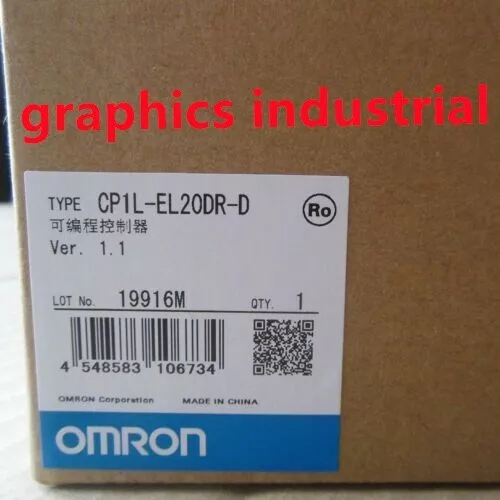 graphics industrial
TYPE CP1L-EL20DR-D
Ro
可编程控制器
Ver. 1.1
LOT No. 19916M QTY. 1
4 548583 106734
OMRON Corporation MADE IN CHINA
OMRON